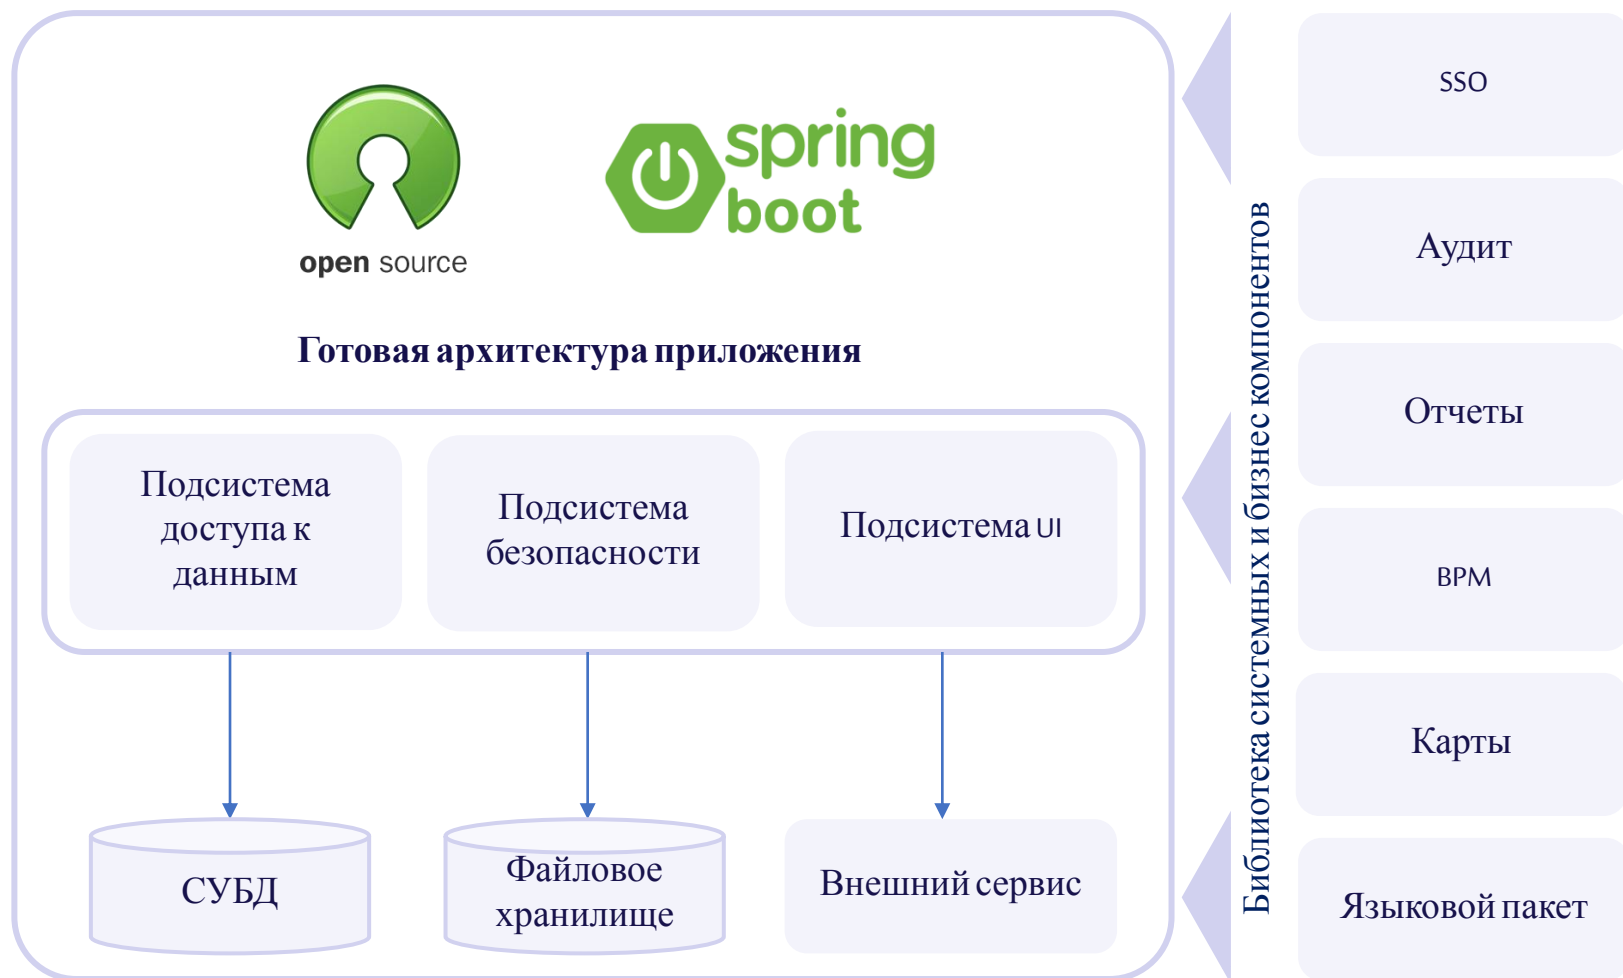 open source
spring
boot
Готовая архитектура приложения
Подсистема
доступа к
данным
Подсистема
безопасности
Подсистема UI
СУБД
Файловое
хранилище
Внешний сервис
Библиотека системных и бизнес компонентов
SSO
Аудит
Отчеты
BPM
Карты
Языковой пакет